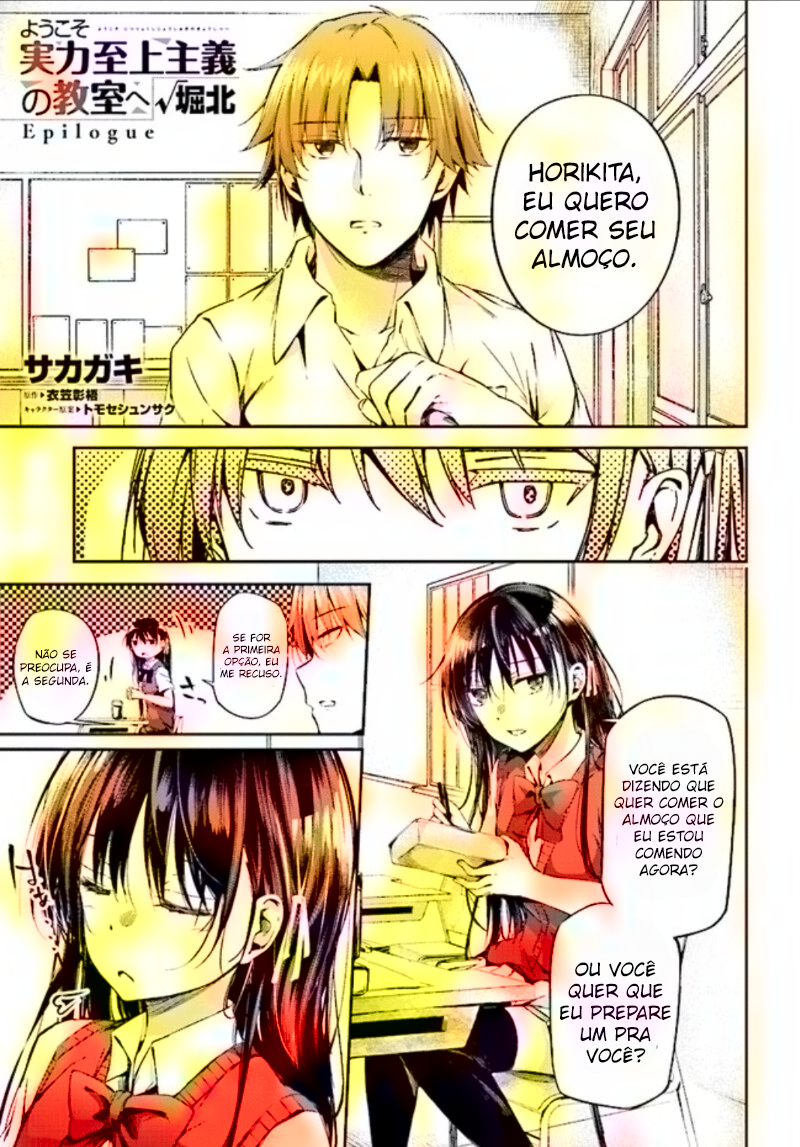 ようこそ
実力至上主義
の教室へ√堀北
Epilogue
HORIKITA,
EU QUERO
COMER SEU
ALMOÇO.
サカガキ
原作▶衣笠彰梧
キャラクター原案▶トモセシュンサク
VOCÊ ESTÁ
DIZENDO QUE
QUER COMER O
ALMOÇO QUE
EU ESTOU
COMENDO
AGORA?
OU VOCÊ
QUER QUE
EU PREPARE
UM PRA
VOCÊ?
SE FOR
A PRIMEIRA
OPÇÃO, EU
ME RECUSO.
NÃO SE
PREOCUPA, É
A SEGUNDA.